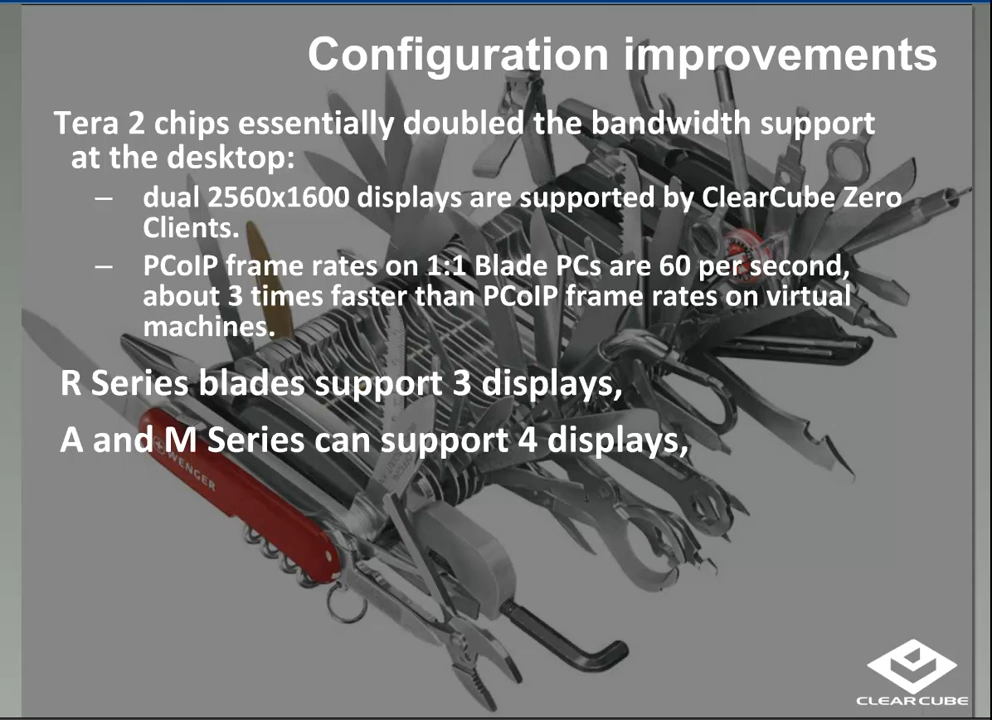 Configuration improvements
Tera 2 chips essentially doubled the bandwidth support
at the desktop:
– dual 2560x1600 displays are supported by ClearCube Zero
Clients.
– PCoIP frame rates on 1:1 Blade PCs are 60 per second,
about 3 times faster than PCoIP frame rates on virtual
machines.
R Series blades support 3 displays,
A and M Series can support 4 displays,
WENGER
CLEARCUBE